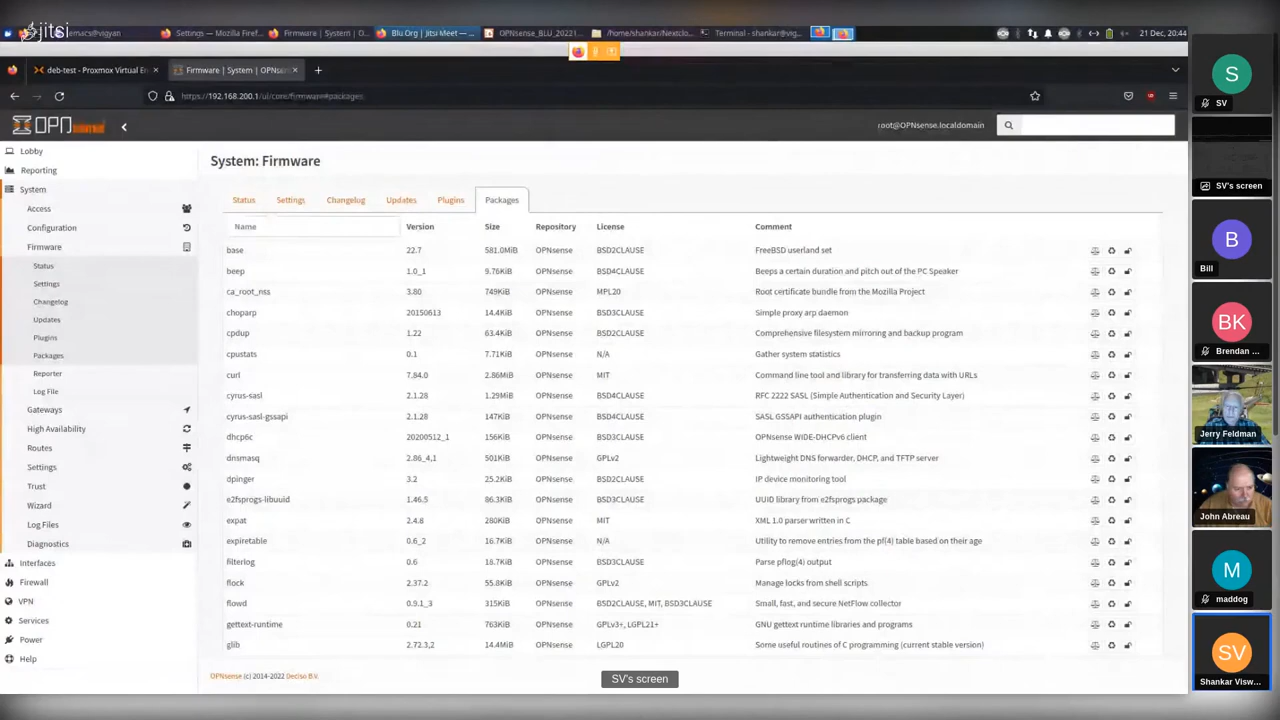 jitsi
emacs@vigyan
Settings — Mozilla Firef...
Firmware | System | O...
Blu Org | Jitsi Meet — ...
OPNSense_BLU_20221...
/home/shankar/Nextclo...
Terminal - shankar@vig...
21 Dec, 20:44
deb-test - Proxmox Virtual En
Firmware | System | OPNsen
https://192.168.200.1/ui/core/firmware#packages
OPN
root@OPNsense.localdomain
Lobby
Reporting
System
Access
Configuration
Firmware
Status
Settings
Changelog
Updates
Plugins
Packages
Reporter
Log File
Gateways
High Availability
Routes
Settings
Trust
Wizard
Log Files
Diagnostics
Interfaces
Firewall
VPN
Services
Power
Help
System: Firmware
Status Settings Changelog Updates Plugins Packages
Name Version Size Repository License Comment
base 22.7 581.0MiB OPNsense BSD2CLAUSE FreeBSD userland set
beep 1.0_1 9.76KiB OPNsense BSD4CLAUSE Beeps a certain duration and pitch out of the PC Speaker
ca_root_nss 3.80 749KiB OPNsense MPL20 Root certificate bundle from the Mozilla Project
choparp 20150613 14.4KiB OPNsense BSD3CLAUSE Simple proxy arp daemon
cpdup 1.22 63.4KiB OPNsense BSD2CLAUSE Comprehensive filesystem mirroring and backup program
cpustats 0.1 7.71KiB OPNsense N/A Gather system statistics
curl 7.84.0 2.86MiB OPNsense MIT Command line tool and library for transferring data with URLs
cyrus-sasl 2.1.28 1.29MiB OPNsense BSD4CLAUSE RFC 2222 SASL (Simple Authentication and Security Layer)
cyrus-sasl-gssapi 2.1.28 147KiB OPNsense BSD4CLAUSE SASL GSSAPI authentication plugin
dhcp6c 20200512_1 156KiB OPNsense BSD3CLAUSE OPNsense WIDE-DHCPv6 client
dnsmasq 2.86_4,1 501KiB OPNsense GPLv2 Lightweight DNS forwarder, DHCP, and TFTP server
dpinger 3.2 25.2KiB OPNsense BSD2CLAUSE IP device monitoring tool
e2fsprogs-libuuid 1.46.5 86.3KiB OPNsense BSD3CLAUSE UUID library from e2fsprogs package
expat 2.4.8 280KiB OPNsense MIT XML 1.0 parser written in C
expiretable 0.6_2 16.7KiB OPNsense N/A Utility to remove entries from the pf(4) table based on their age
filterlog 0.6 18.7KiB OPNsense BSD3CLAUSE Parse pflog(4) output
flock 2.37.2 55.8KiB OPNsense GPLv2 Manage locks from shell scripts
flowd 0.9.1_3 315KiB OPNsense BSD2CLAUSE, MIT, BSD3CLAUSE Small, fast, and secure NetFlow collector
gettext-runtime 0.21 763KiB OPNsense GPLv3+, LGPL21+ GNU gettext runtime libraries and programs
glib 2.72.3,2 14.4MiB OPNsense LGPL20 Some useful routines of C programming (current stable version)
OPNsense (c) 2014-2022 Deciso B.V.
SV's screen
S
SV
SV's screen
B
Bill
BK
Brendan ...
Jerry Feldman
John Abreau
M
maddog
SV
Shankar Visw...